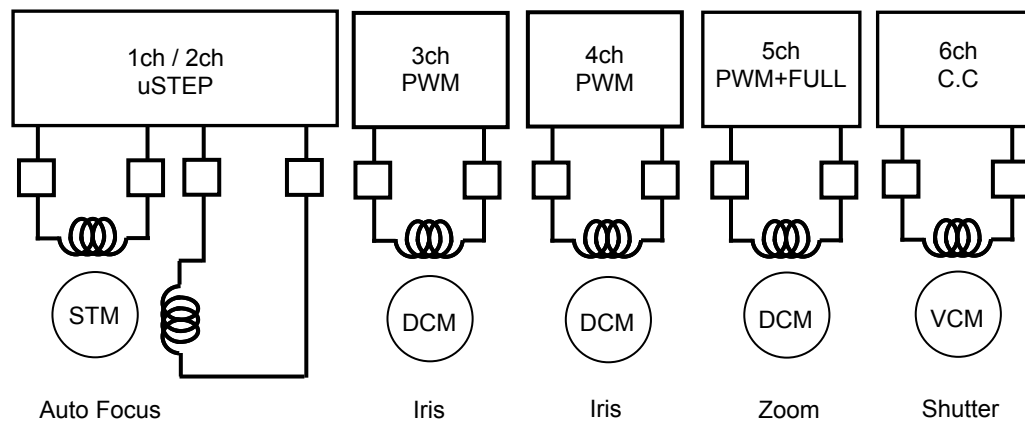 1ch / 2ch
uSTEP
3ch
PWM
4ch
PWM
5ch
PWM+FULL
6ch
C.C
STM
DCM
DCM
DCM
VCM
Auto Focus
Iris
Iris
Zoom
Shutter